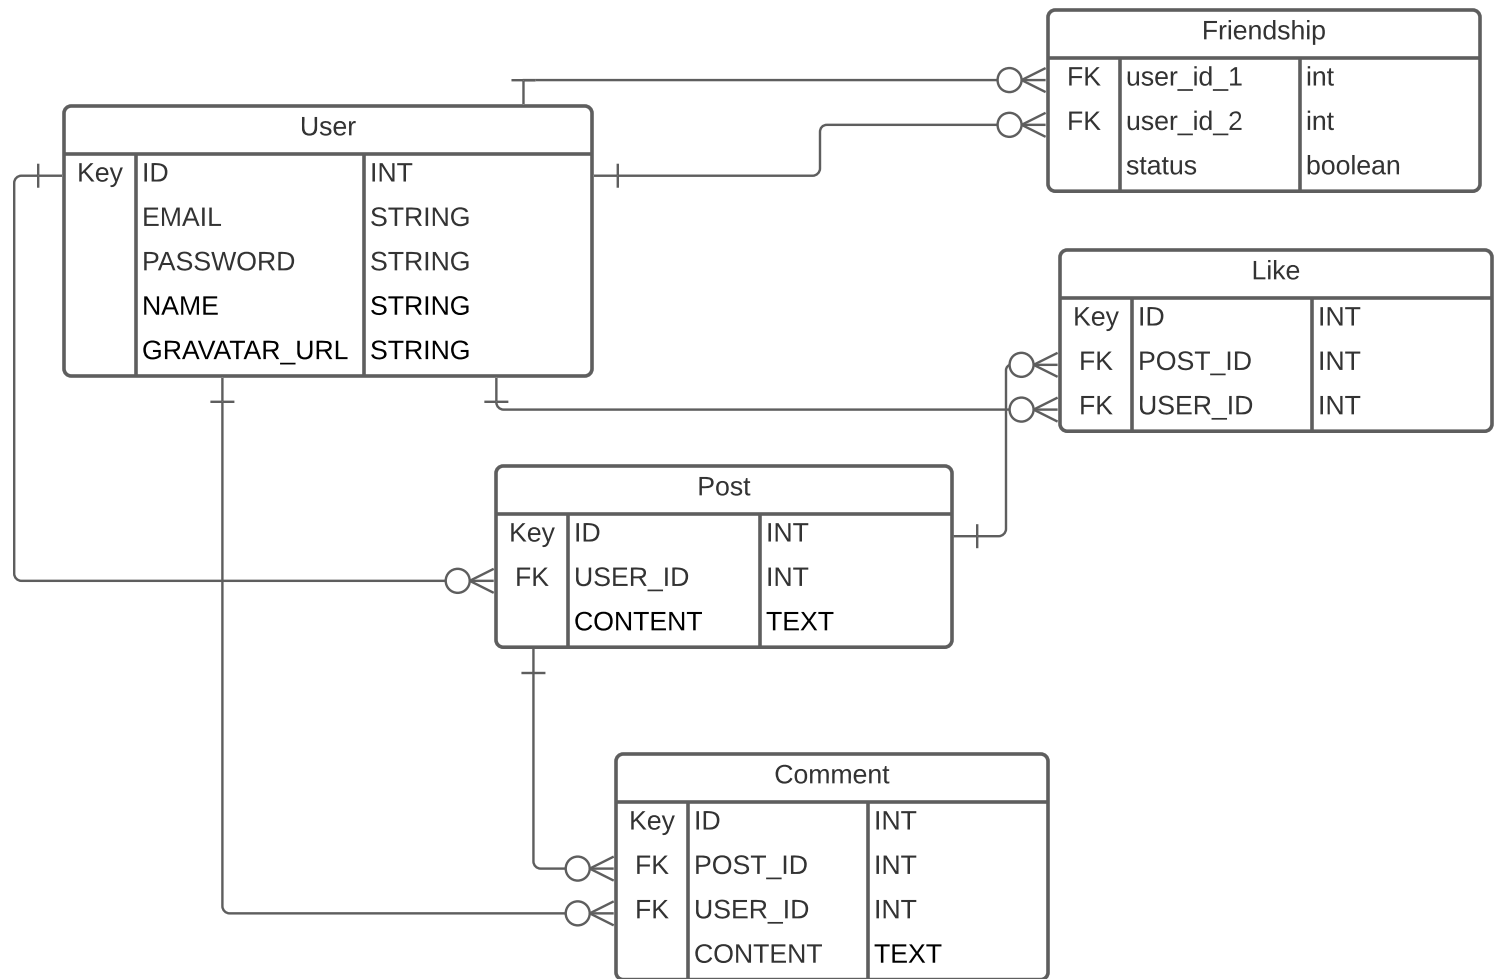 Friendship
FK user_id_1 int
FK user_id_2 int
status boolean
User
Key ID INT
EMAIL STRING
PASSWORD STRING
NAME STRING
GRAVATAR_URL STRING
Like
Key ID INT
FK POST_ID INT
FK USER_ID INT
Post
Key ID INT
FK USER_ID INT
CONTENT TEXT
Comment
Key ID INT
FK POST_ID INT
FK USER_ID INT
CONTENT TEXT